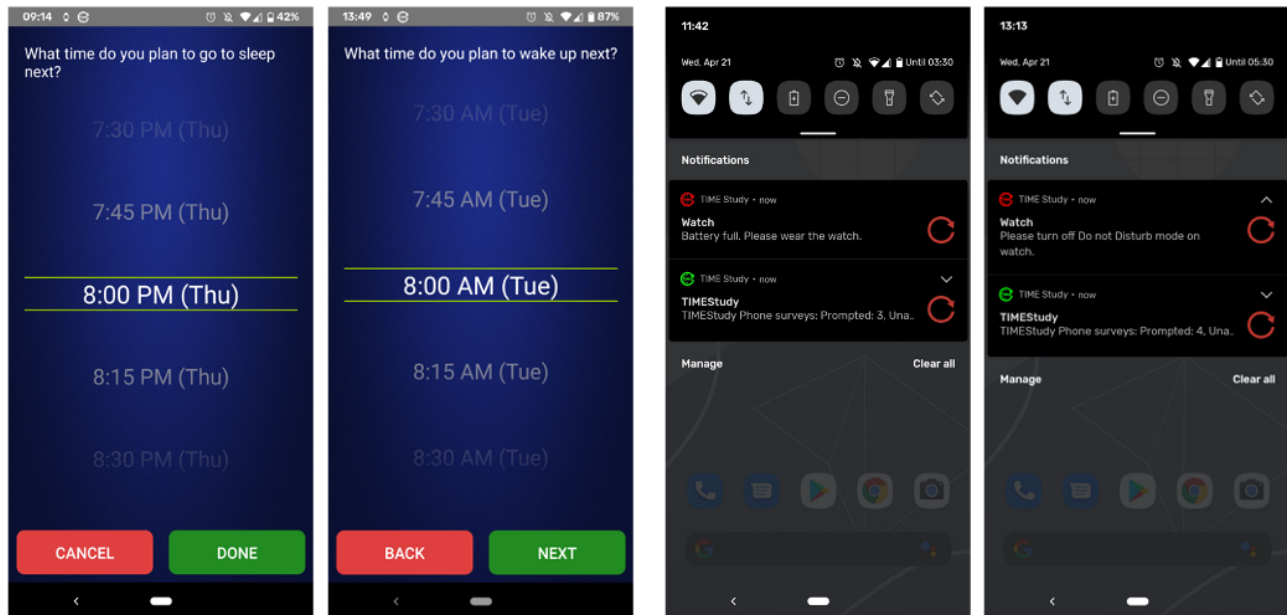 09:14
42%
What time do you plan to go to sleep
next?
7:30 PM (Thu)
7:45 PM (Thu)
8:00 PM (Thu)
8:15 PM (Thu)
8:30 PM (Thu)
CANCEL
DONE
13:49
87%
What time do you plan to wake up next?
7:30 AM (Tue)
7:45 AM (Tue)
8:00 AM (Tue)
8:15 AM (Tue)
8:30 AM (Tue)
BACK
NEXT
11:42
Wed, Apr 21
Until 03:30
Notifications
TIME Study • now
Watch
Battery full. Please wear the watch.
TIME Study • now
TIMEStudy
TIMEStudy Phone surveys: Prompted: 3, Una..
Manage
Clear all
13:13
Wed, Apr 21
Until 05:30
Notifications
TIME Study • now
Watch
Please turn off Do not Disturb mode on
watch.
TIME Study • now
TIMEStudy
TIMEStudy Phone surveys: Prompted: 4, Una..
Manage
Clear all